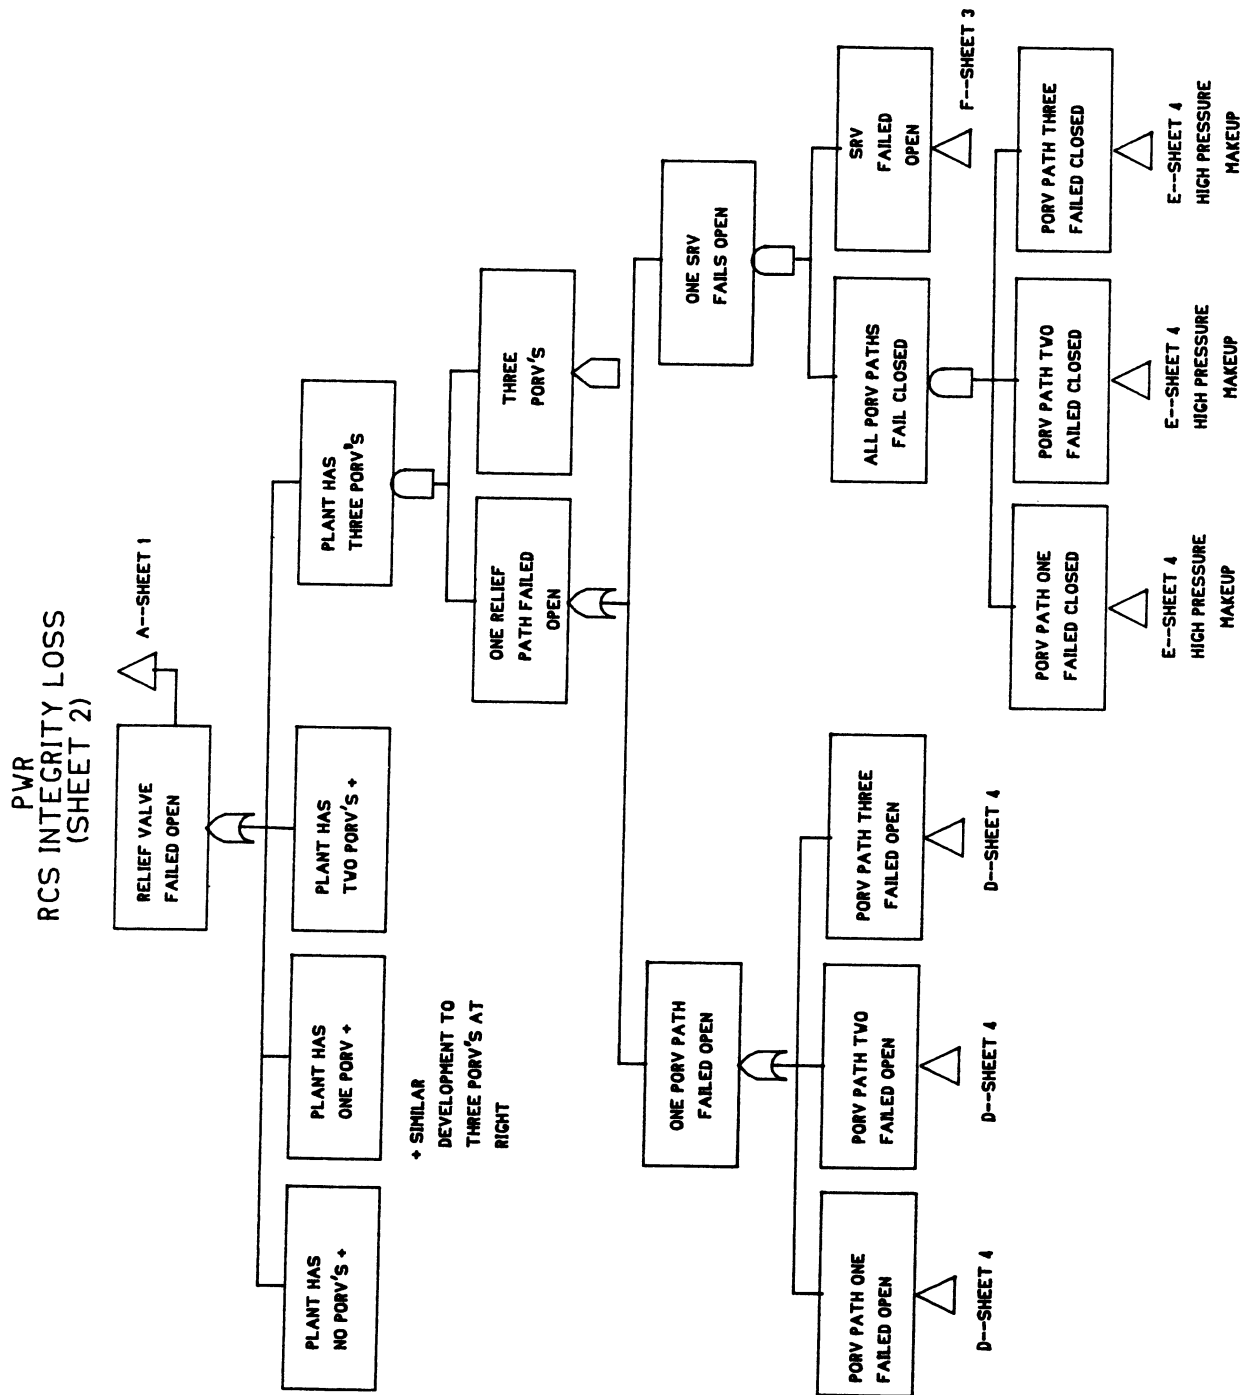 PWR
RCS INTEGRITY LOSS
(SHEET 2)
RELIEF VALVE
FAILED OPEN
A--SHEET 1
PLANT HAS
NO PORV'S +
PLANT HAS
ONE PORV +
PLANT HAS
TWO PORV'S +
PLANT HAS
THREE PORV'S
+ SIMILAR
DEVELOPMENT TO
THREE PORV'S AT
RIGHT
ONE RELIEF
PATH FAILED
OPEN
THREE
PORV'S
ONE PORV PATH
FAILED OPEN
ONE SRV
FAILS OPEN
PORV PATH ONE
FAILED OPEN
D--SHEET 4
PORV PATH TWO
FAILED OPEN
D--SHEET 4
PORV PATH THREE
FAILED OPEN
D--SHEET 4
ALL PORV PATHS
FAIL CLOSED
SRV
FAILED
OPEN
F--SHEET 3
PORV PATH ONE
FAILED CLOSED
E--SHEET 4
HIGH PRESSURE
MAKEUP
PORV PATH TWO
FAILED CLOSED
E--SHEET 4
HIGH PRESSURE
MAKEUP
PORV PATH THREE
FAILED CLOSED
E--SHEET 4
HIGH PRESSURE
MAKEUP